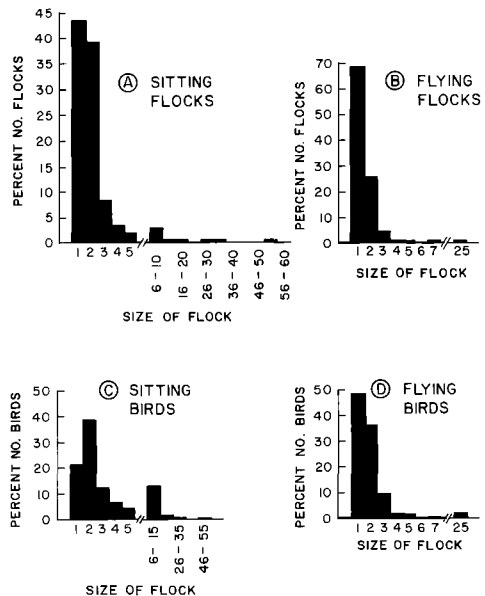 PERCENT NO. FLOCKS
45
40
35
30
25
20
15
10
5
0
Ⓐ SITTING
FLOCKS
1 2 3 4 5
6 - 10
16 - 20
26 - 30
36 - 40
46 - 50
56 - 60
SIZE OF FLOCK
PERCENT NO. FLOCKS
70
60
50
40
30
20
10
0
Ⓑ FLYING
FLOCKS
1 2 3 4 5 6 7 25
SIZE OF FLOCK
PERCENT NO. BIRDS
50
40
30
20
10
0
Ⓒ SITTING
BIRDS
1 2 3 4 5
6 - 15
26 - 35
46 - 55
SIZE OF FLOCK
PERCENT NO. BIRDS
50
40
30
20
10
0
Ⓓ FLYING
BIRDS
1 2 3 4 5 6 7 25
SIZE OF FLOCK